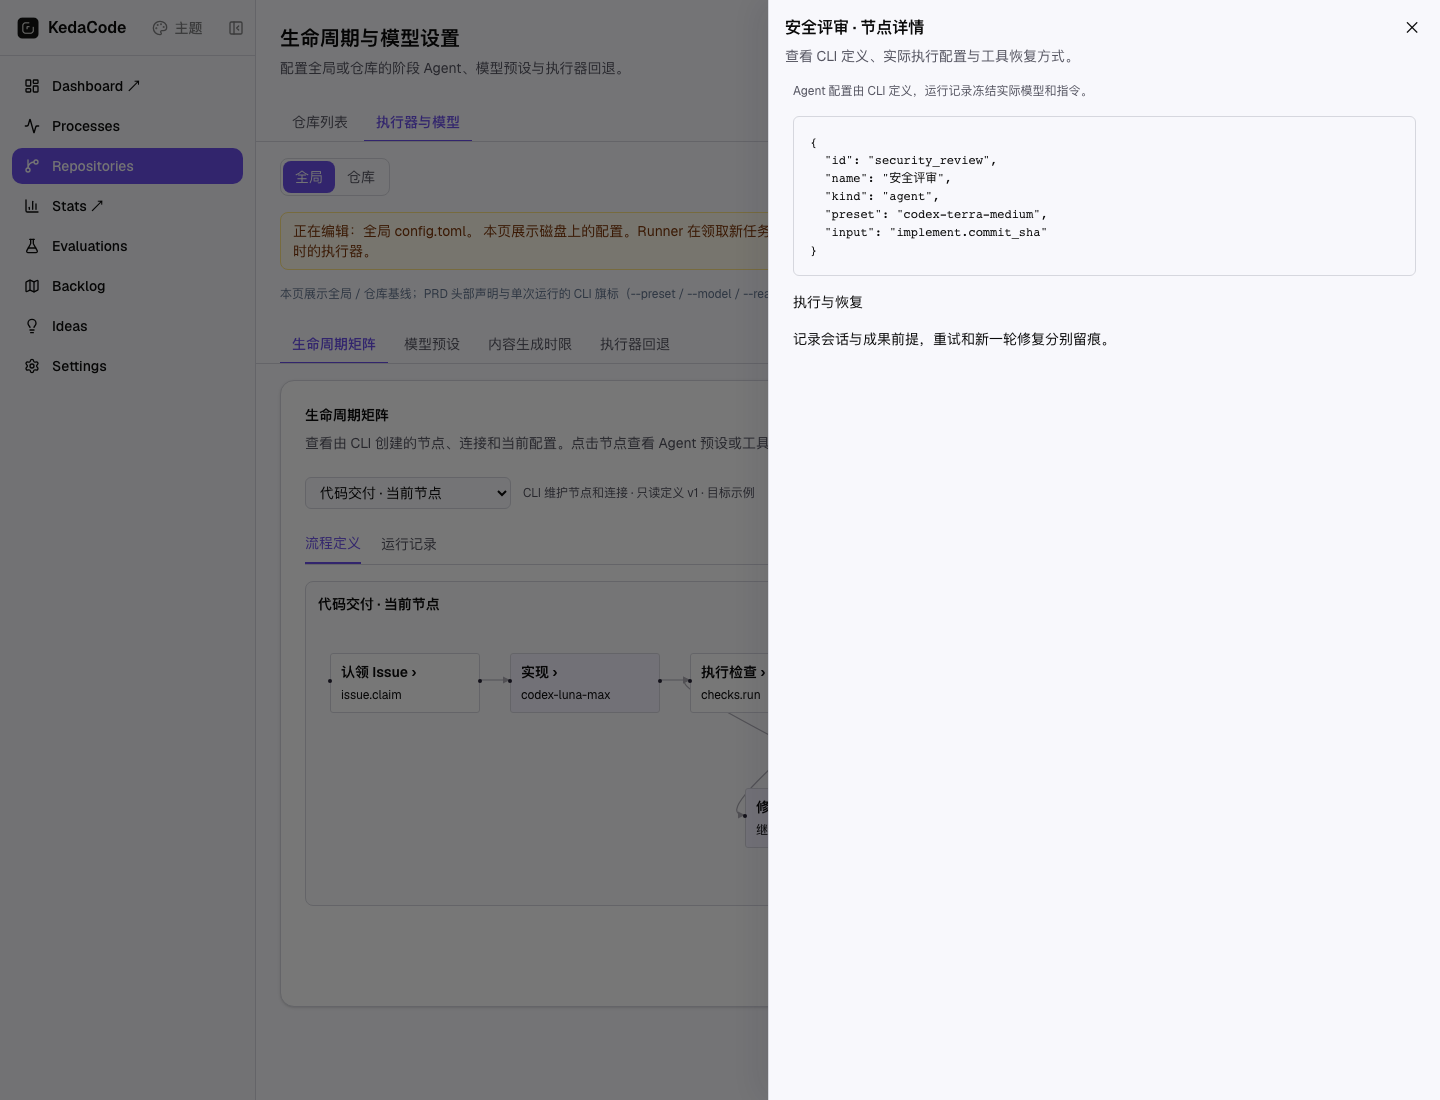 KedaCode
主题
Dashboard ↗
Processes
Repositories
Stats ↗
Evaluations
Backlog
Ideas
Settings
生命周期与模型设置
配置全局或仓库的阶段 Agent、模型预设与执行器回退。
仓库列表
执行器与模型
全局
仓库
正在编辑：全局 config.toml。 本页展示磁盘上的配置。Runner 在领取新任务
时的执行器。
本页展示全局 / 仓库基线；PRD 头部声明与单次运行的 CLI 旗标（--preset / --model / --rea
生命周期矩阵
模型预设
内容生成时限
执行器回退
生命周期矩阵
查看由 CLI 创建的节点、连接和当前配置。点击节点查看 Agent 预设或工具
代码交付 · 当前节点
CLI 维护节点和连接 · 只读定义 v1 · 目标示例
流程定义
运行记录
代码交付 · 当前节点
认领 Issue ›
issue.claim
实现 ›
codex-luna-max
执行检查 ›
checks.run
修
继
安全评审 · 节点详情
查看 CLI 定义、实际执行配置与工具恢复方式。
Agent 配置由 CLI 定义，运行记录冻结实际模型和指令。
{
"id": "security_review",
"name": "安全评审",
"kind": "agent",
"preset": "codex-terra-medium",
"input": "implement.commit_sha"
}
执行与恢复
记录会话与成果前提，重试和新一轮修复分别留痕。